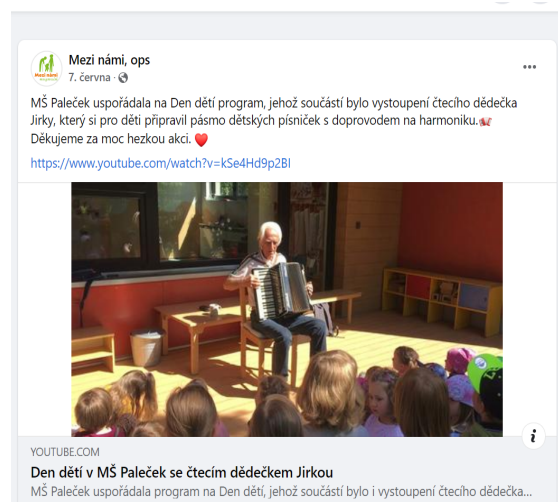 Mezi námi, ops
7. června ·
MŠ Paleček uspořádala na Den dětí program, jehož součástí bylo vystoupení čtecího dědečka
Jirky, který si pro děti připravil pásmo dětských písniček s doprovodem na harmoniku.
Děkujeme za moc hezkou akci.
https://www.youtube.com/watch?v=kSe4Hd9p2BI
Mezi námi
YOUTUBE.COM
Den dětí v MŠ Paleček se čtecím dědečkem Jirkou
MŠ Paleček uspořádala program na Den dětí, jehož součástí bylo i vystoupení čtecího dědečka...